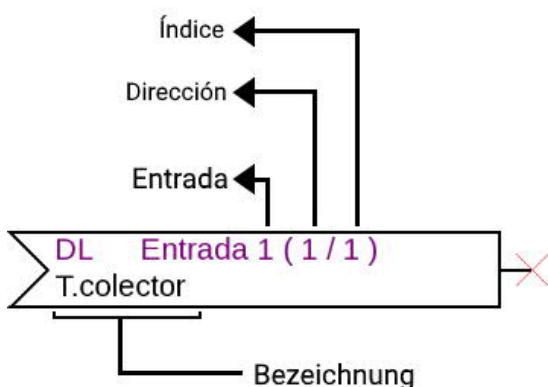 Índice
Dirección
Entrada
DL Entrada 1 ( 1 / 1 )
T.colector
Bezeichnung